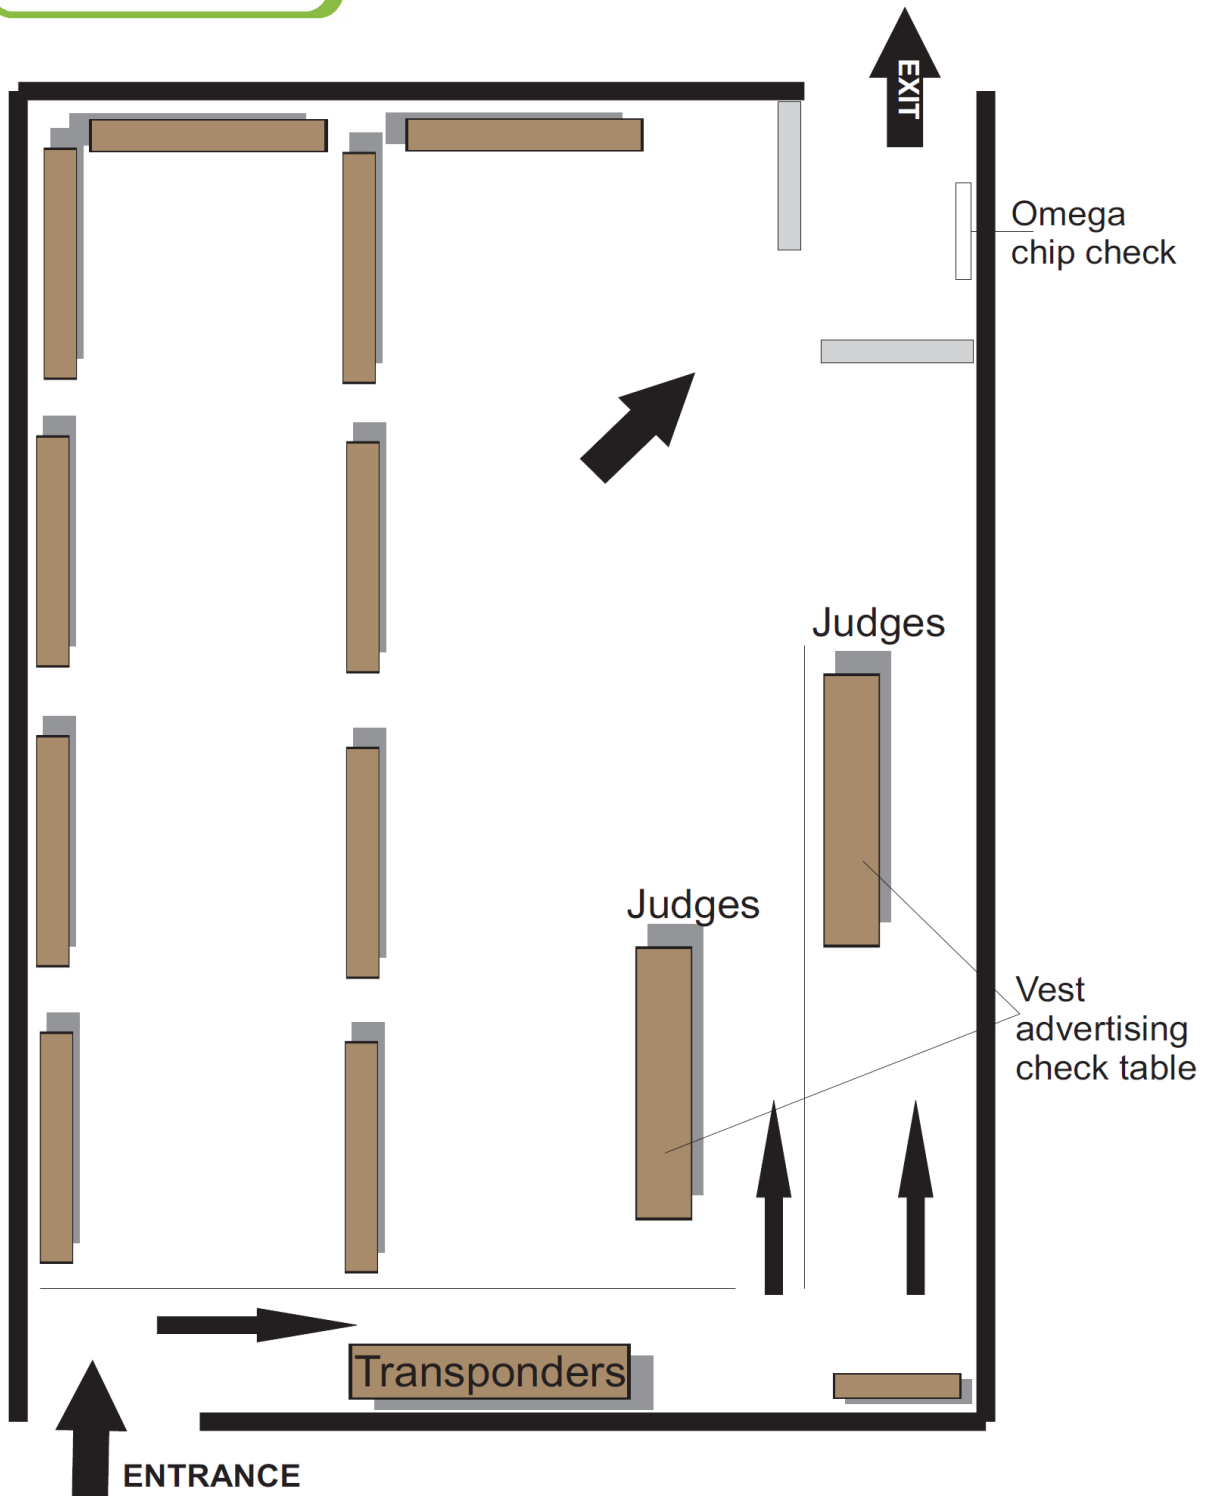 EXIT
Omega
chip check
Judges
Judges
Vest
advertising
check table
Transponders
ENTRANCE